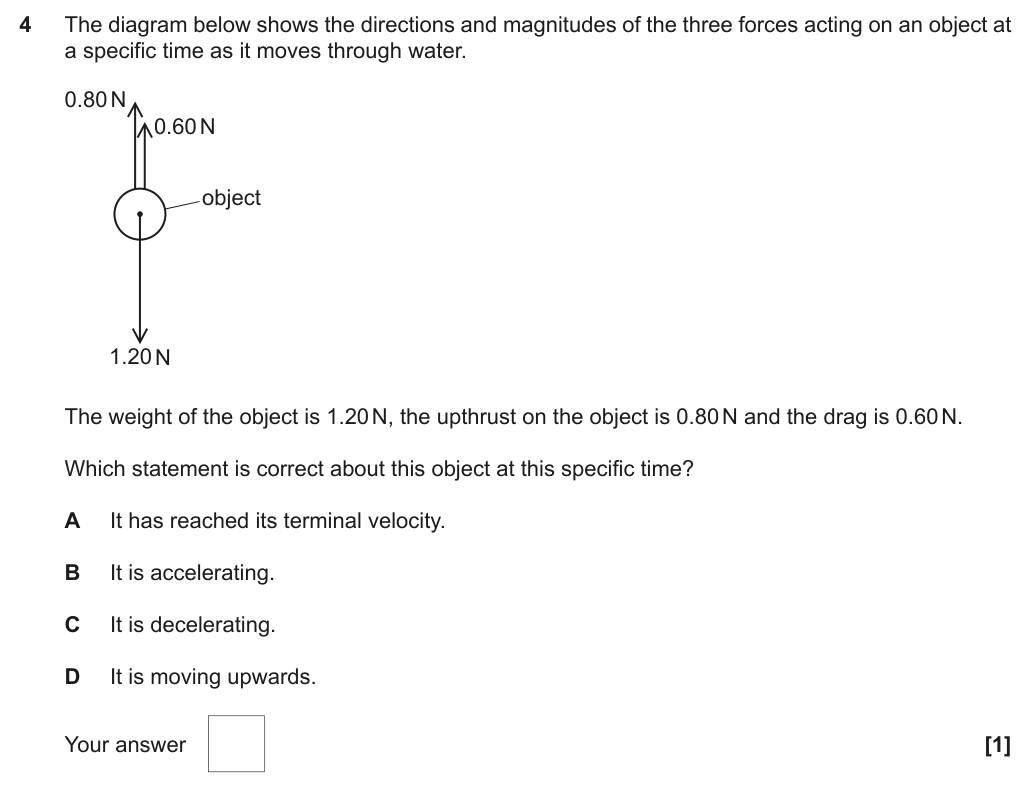 4 The diagram below shows the directions and magnitudes of the three forces acting on an object at
a specific time as it moves through water.
0.80 N
0.60 N
object
1.20 N
The weight of the object is 1.20 N, the upthrust on the object is 0.80 N and the drag is 0.60 N.
Which statement is correct about this object at this specific time?
A It has reached its terminal velocity.
B It is accelerating.
C It is decelerating.
D It is moving upwards.
Your answer [1]